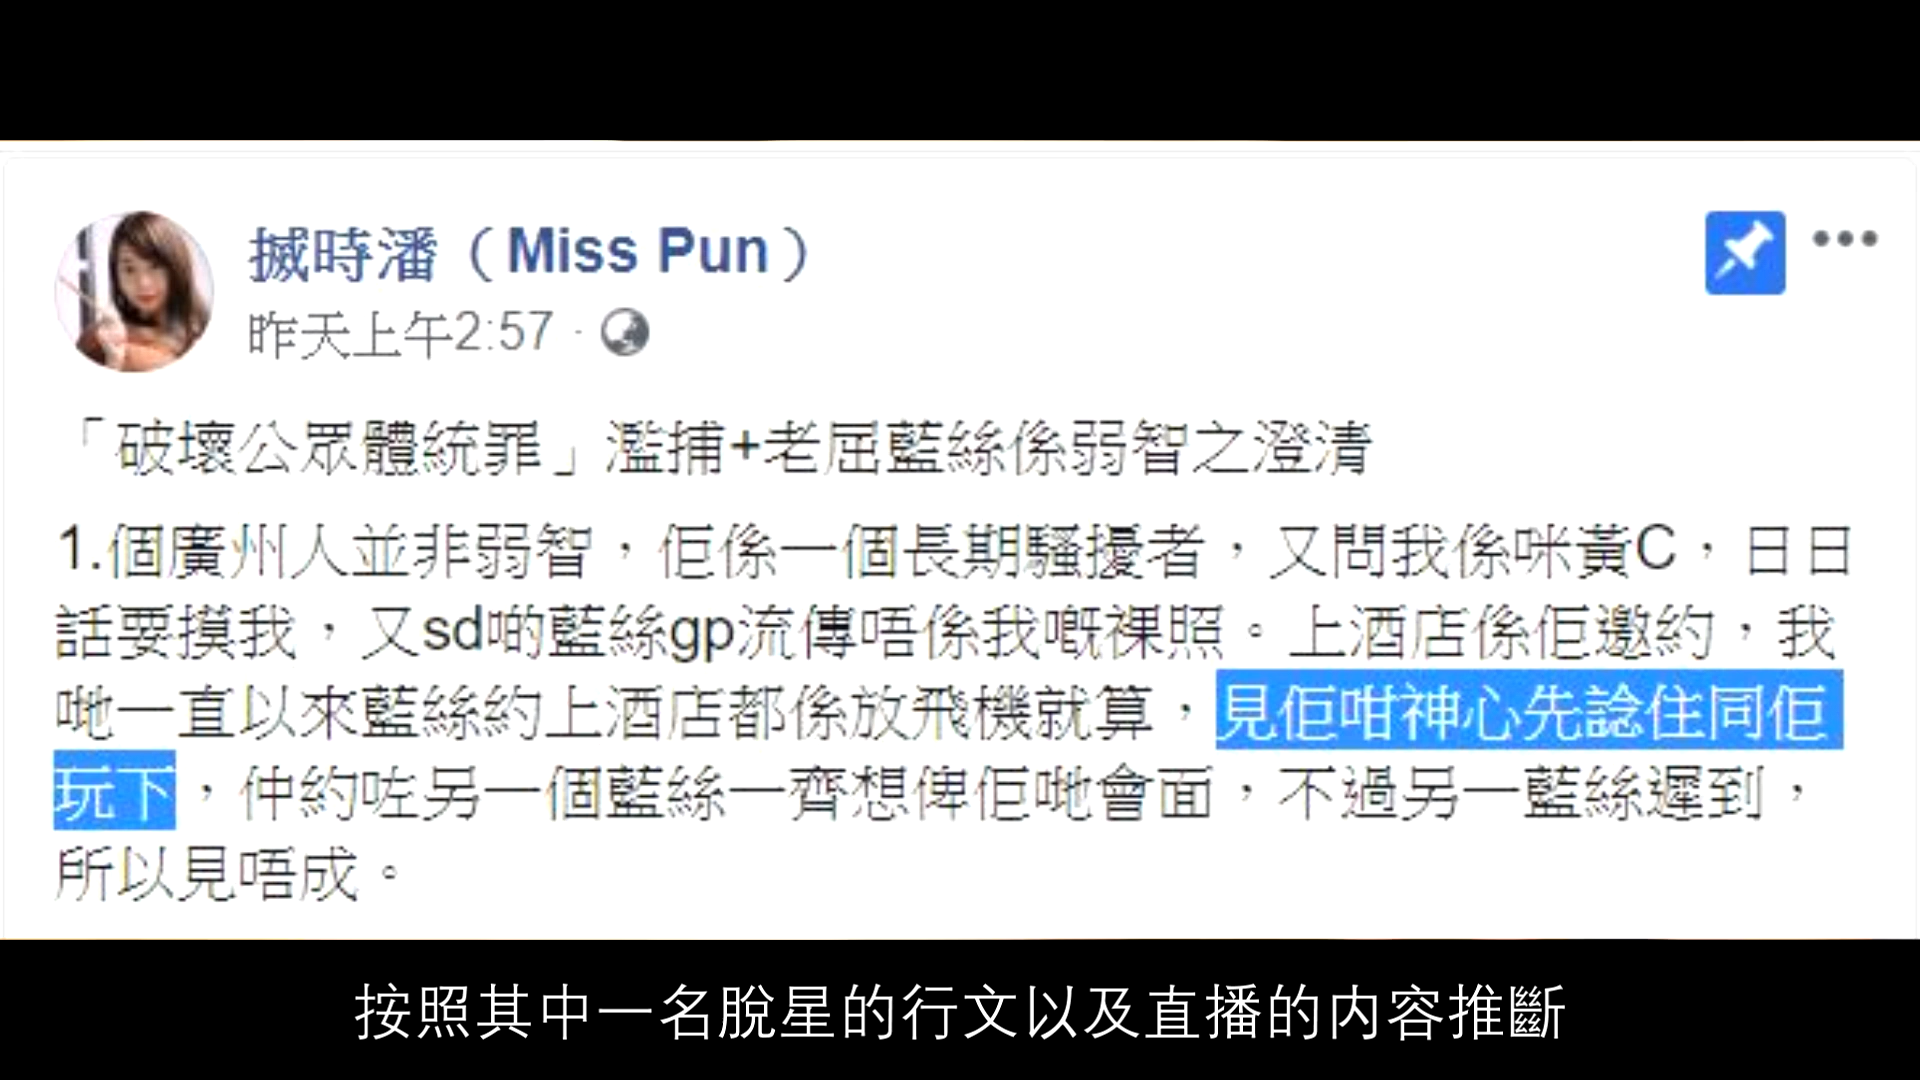 搣時潘（Miss Pun）
昨天上午2:57 ·
「破壞公眾體統罪」濫捕+老屈藍絲係弱智之澄清
1.個廣州人並非弱智，佢係一個長期騷擾者，又問我係咪黃C，日日
話要摸我，又sd啲藍絲gp流傳唔係我嘅裸照。上酒店係佢邀約，我
哋一直以來藍絲約上酒店都係放飛機就算，見佢咁神心先諗住同佢
玩下，仲約咗另一個藍絲一齊想俾佢哋會面，不過另一藍絲遲到，
所以見唔成。
按照其中一名脫星的行文以及直播的内容推斷